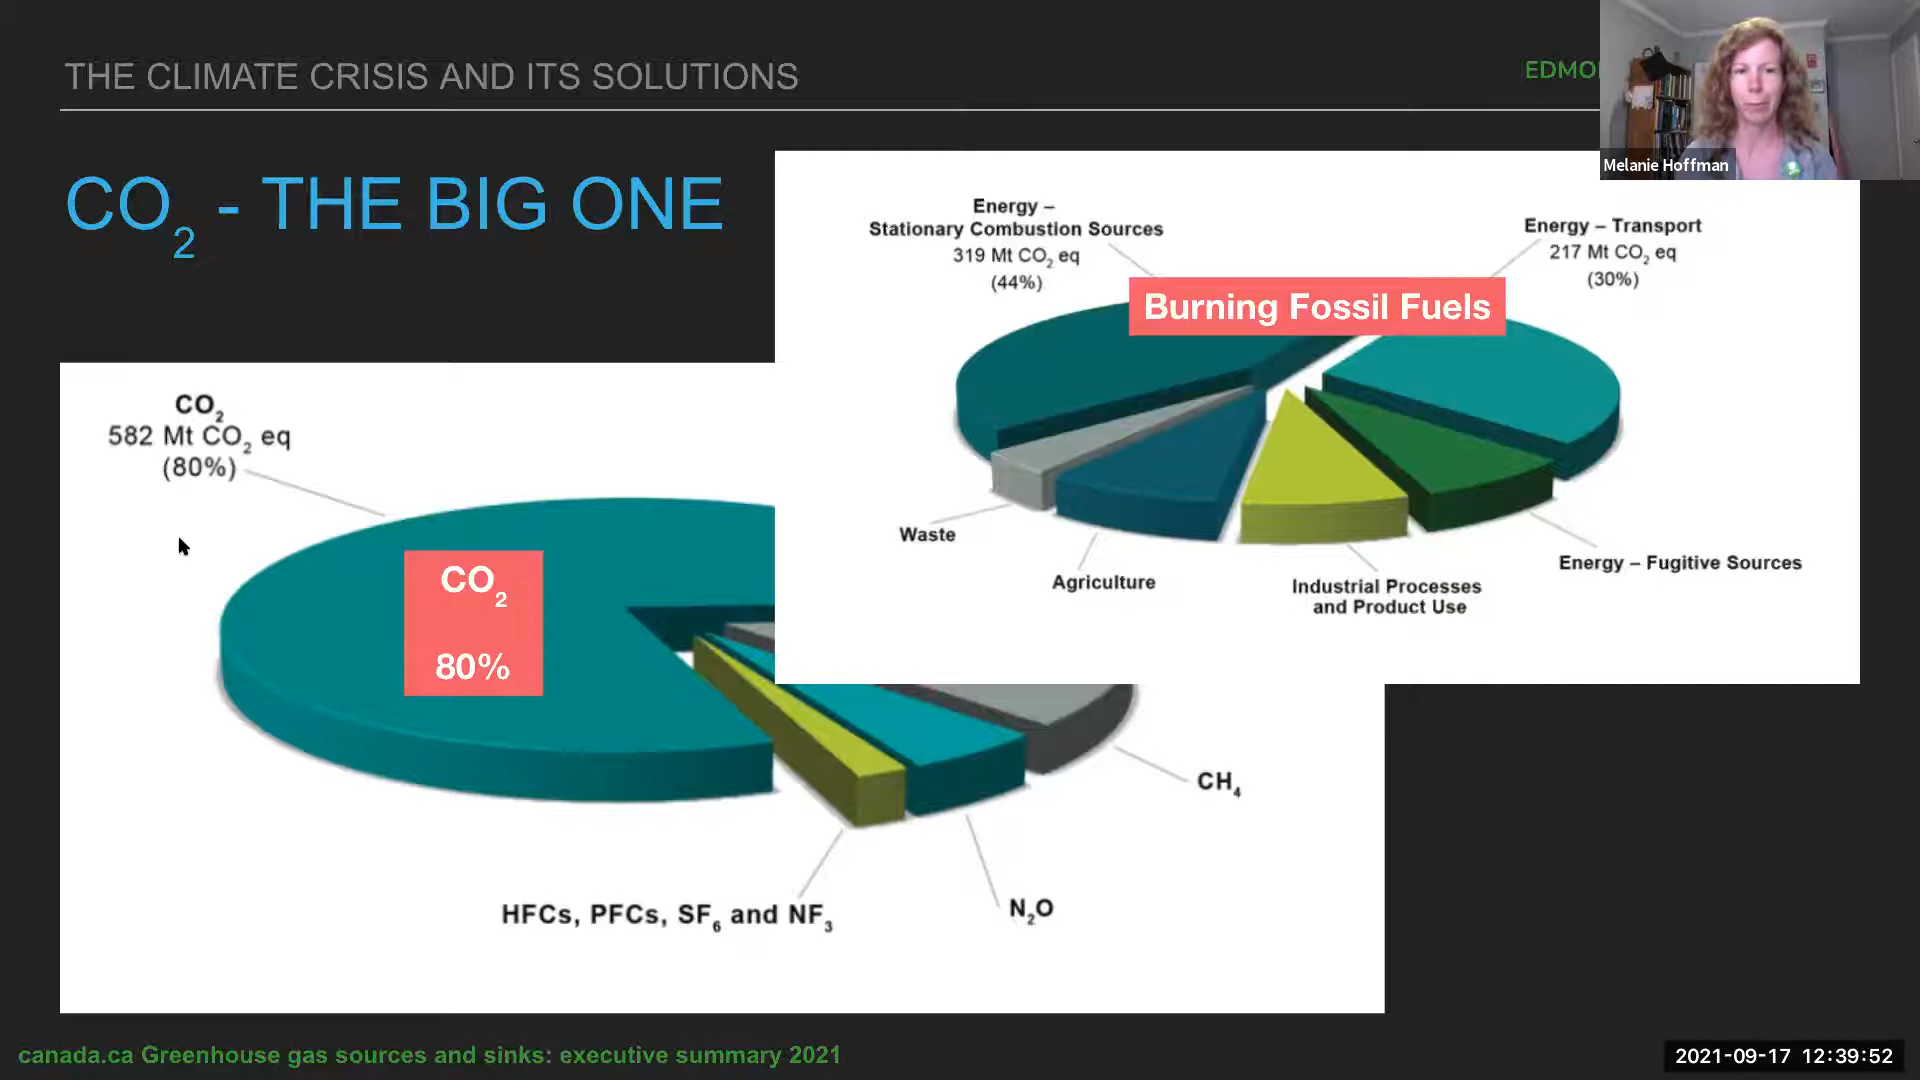 THE CLIMATE CRISIS AND ITS SOLUTIONS
EDMO
Melanie Hoffman
CO₂ - THE BIG ONE
Energy –
Stationary Combustion Sources
319 Mt CO₂ eq
(44%)
Energy – Transport
217 Mt CO₂ eq
(30%)
Burning Fossil Fuels
Waste
Agriculture
Industrial Processes
and Product Use
Energy – Fugitive Sources
CO₂
582 Mt CO₂ eq
(80%)
CO₂
80%
CH₄
HFCs, PFCs, SF₆ and NF₃
N₂O
canada.ca Greenhouse gas sources and sinks: executive summary 2021
2021-09-17 12:39:52